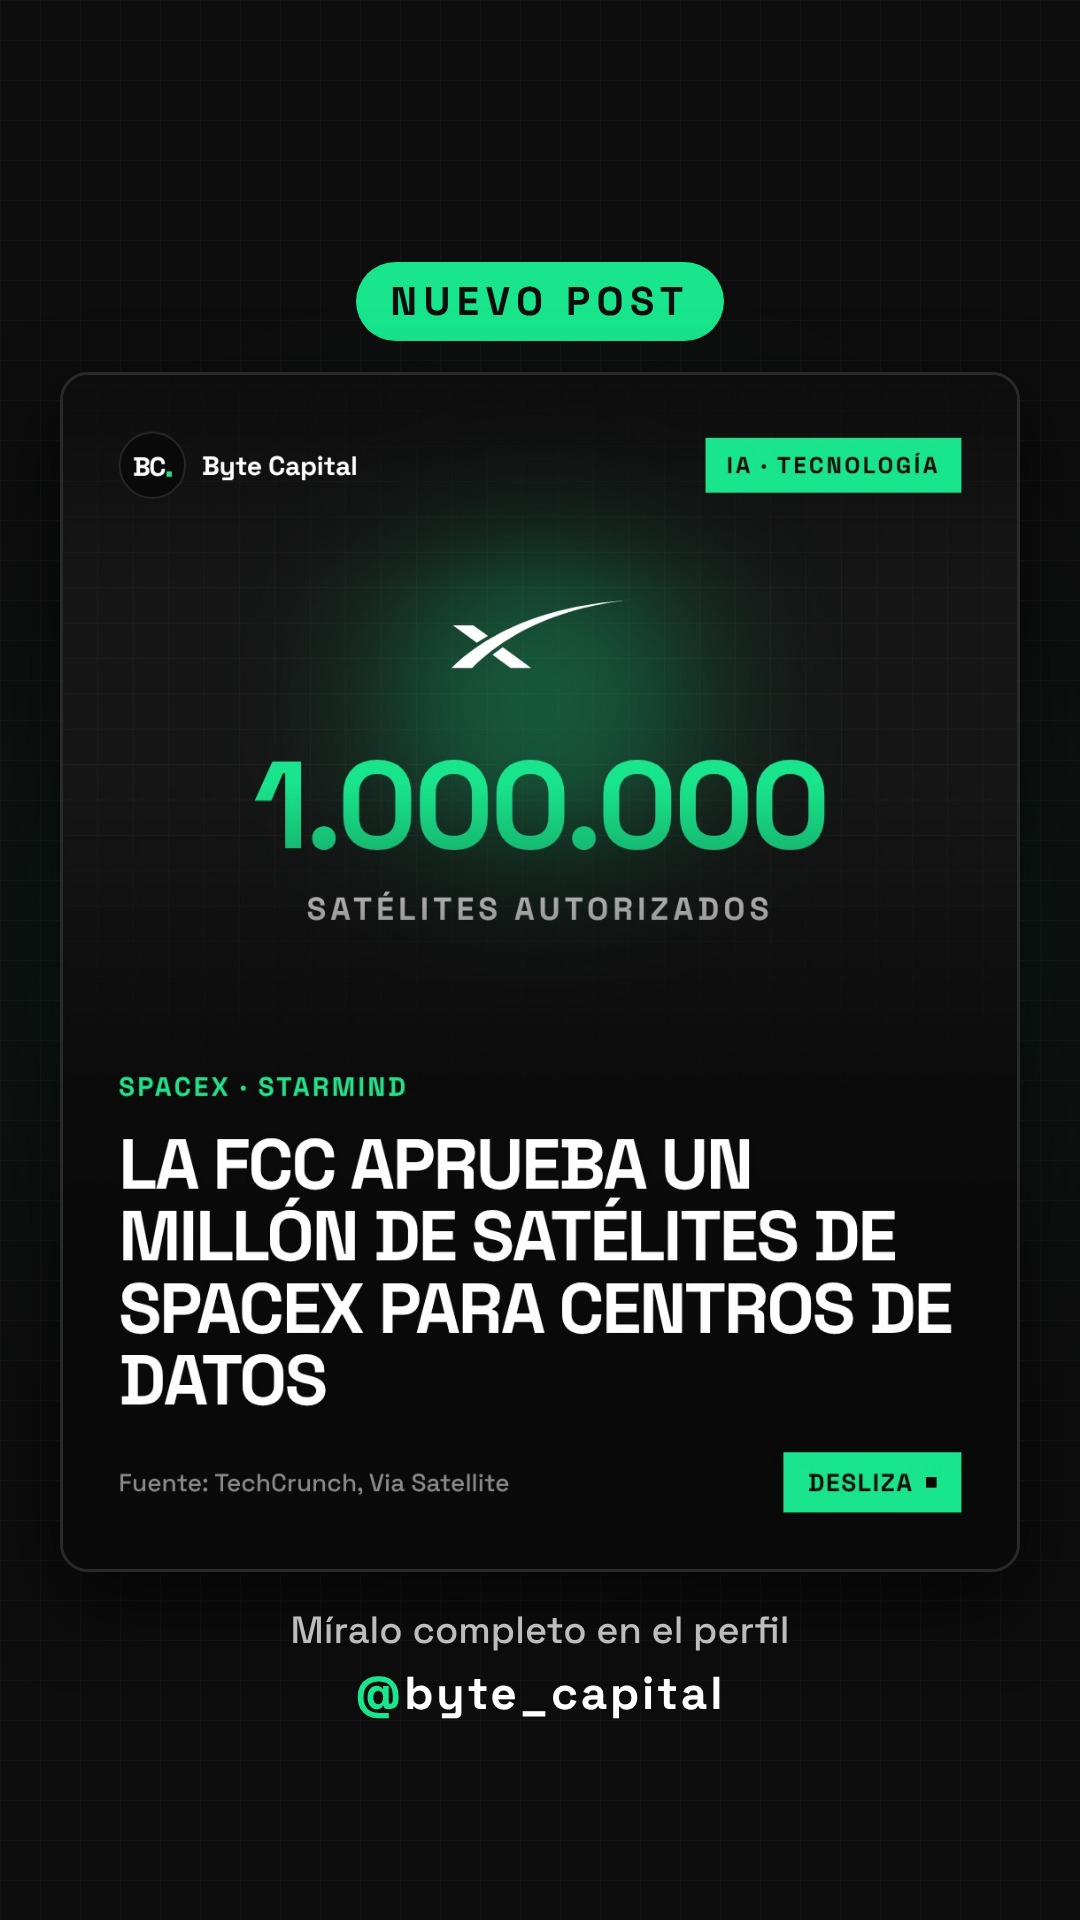 NUEVO POST
BC.
Byte Capital
IA · TECNOLOGÍA
1.000.000
SATÉLITES AUTORIZADOS
SPACEX · STARMIND
LA FCC APRUEBA UN
MILLÓN DE SATÉLITES DE
SPACEX PARA CENTROS DE
DATOS
Fuente: TechCrunch, Via Satellite
DESLIZA ▪
Míralo completo en el perfil
@byte_capital